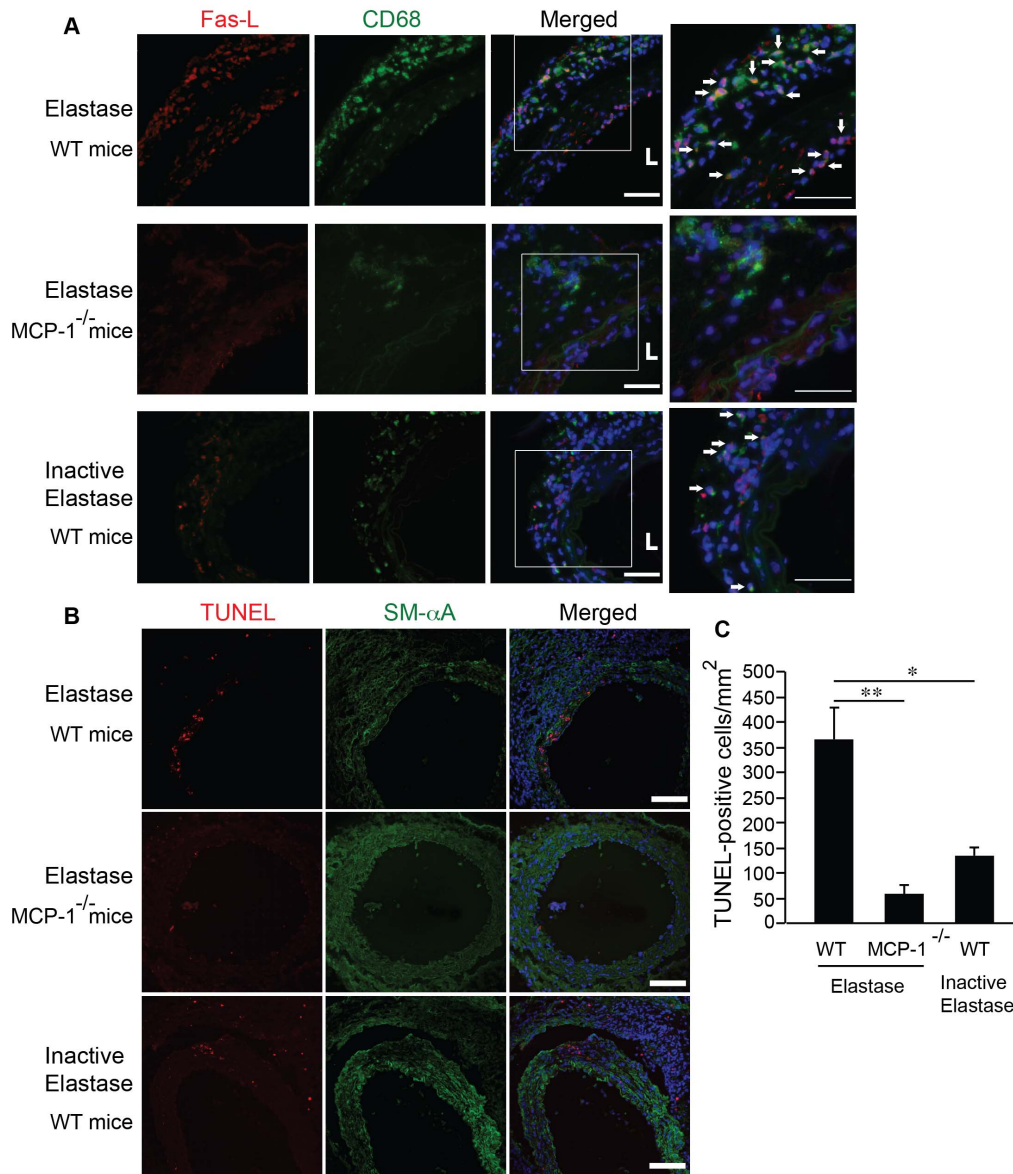 A
Fas-L CD68 Merged
Elastase
WT mice
L
Elastase
MCP-1-/- mice
L
Inactive
Elastase
WT mice
L
B
TUNEL SM-αA Merged
Elastase
WT mice
Elastase
MCP-1-/- mice
Inactive
Elastase
WT mice
C
TUNEL-positive cells/mm2
500
450
400
350
300
250
200
150
100
50
0
*
**
WT MCP-1 -/- WT
Elastase
Inactive
Elastase